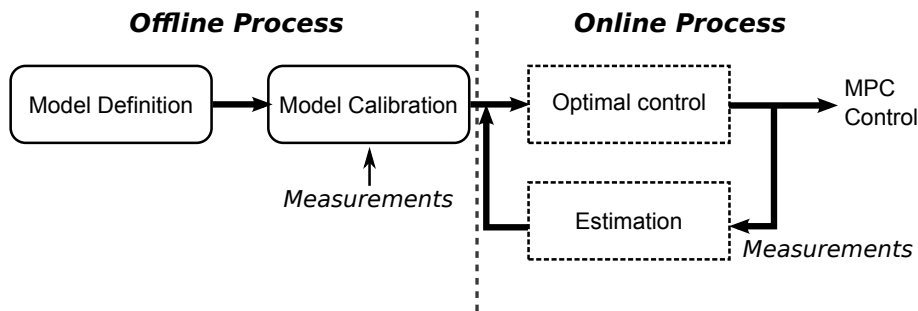 Offline Process
Online Process
Model Definition
Model Calibration
Optimal control
MPC
Control
Measurements
Estimation
Measurements